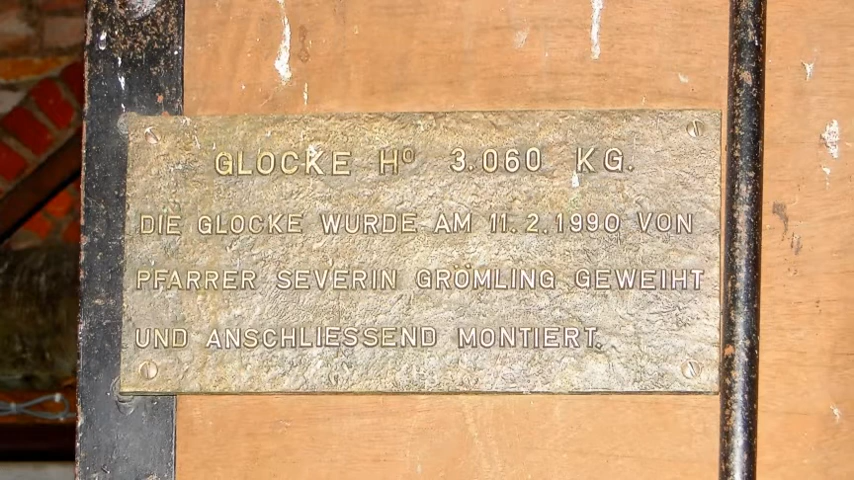 GLOCKE H° 3.060 KG.
DIE GLOCKE WURDE AM 11.2.1990 VON
PFARRER SEVERIN GRÖMLING GEWEIHT
UND ANSCHLIESSEND MONTIERT.